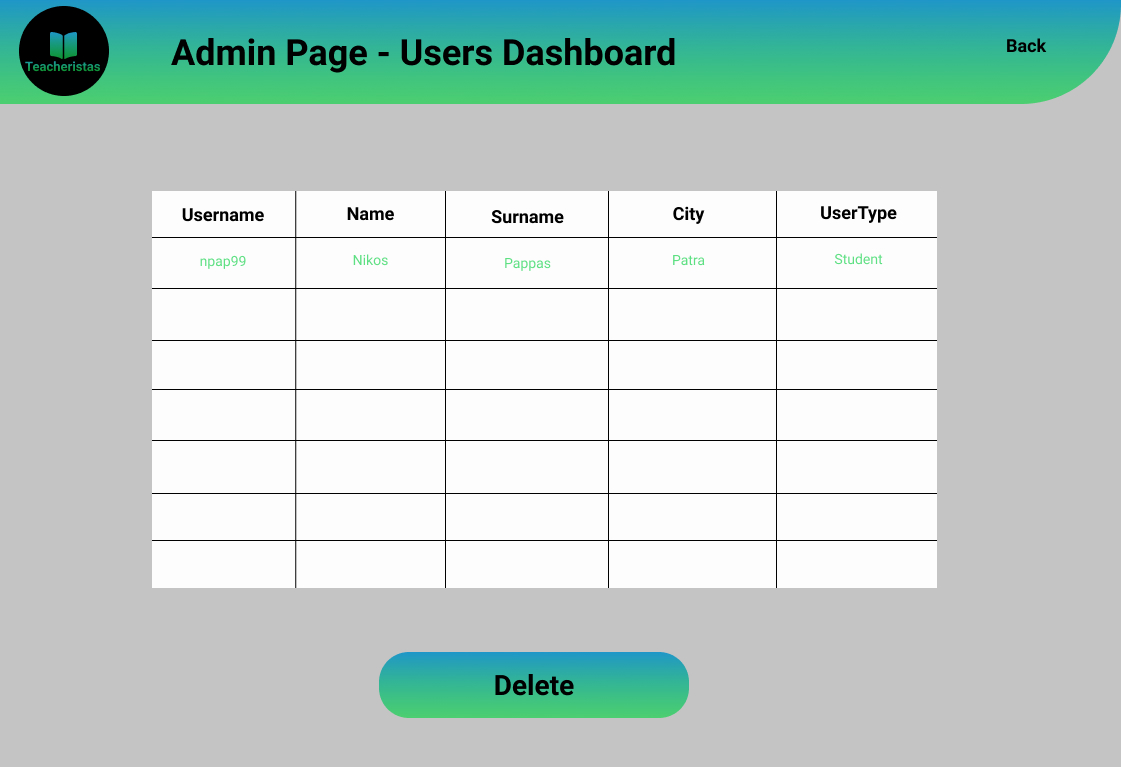 Teacheristas
Admin Page - Users Dashboard
Back
Username Name Surname City UserType
npap99 Nikos Pappas Patra Student
Delete